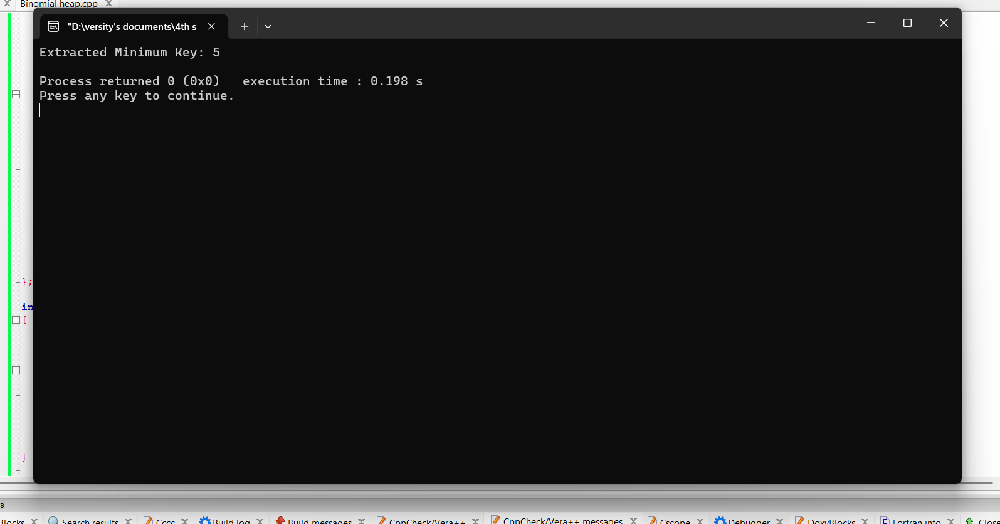 Binomial heap.cpp
"D:\versity's documents\4th s
Extracted Minimum Key: 5
Process returned 0 (0x0)   execution time : 0.198 s
Press any key to continue.
};
in
{
}
s
Blocks
Search results
Cccc
Build log
Build messages
CppCheck/Vera++
CppCheck/Vera++ messages
Cscope
Debugger
DoxyBlocks
Fortran info
Close